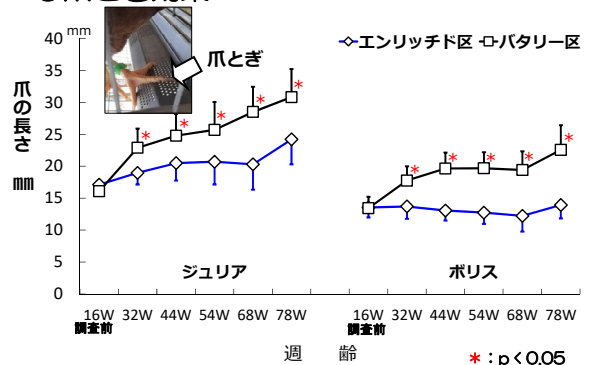 mm
40
35
30
25
20
15
10
5
0
爪の長さ ㎜
爪とぎ
エンリッチド区 バタリー区
* * * * *
* * * * *
ジュリア ボリス
16W 32W 44W 54W 68W 78W 16W 32W 44W 54W 68W 78W
調査前 調査前
週 齢
*:p<0.05